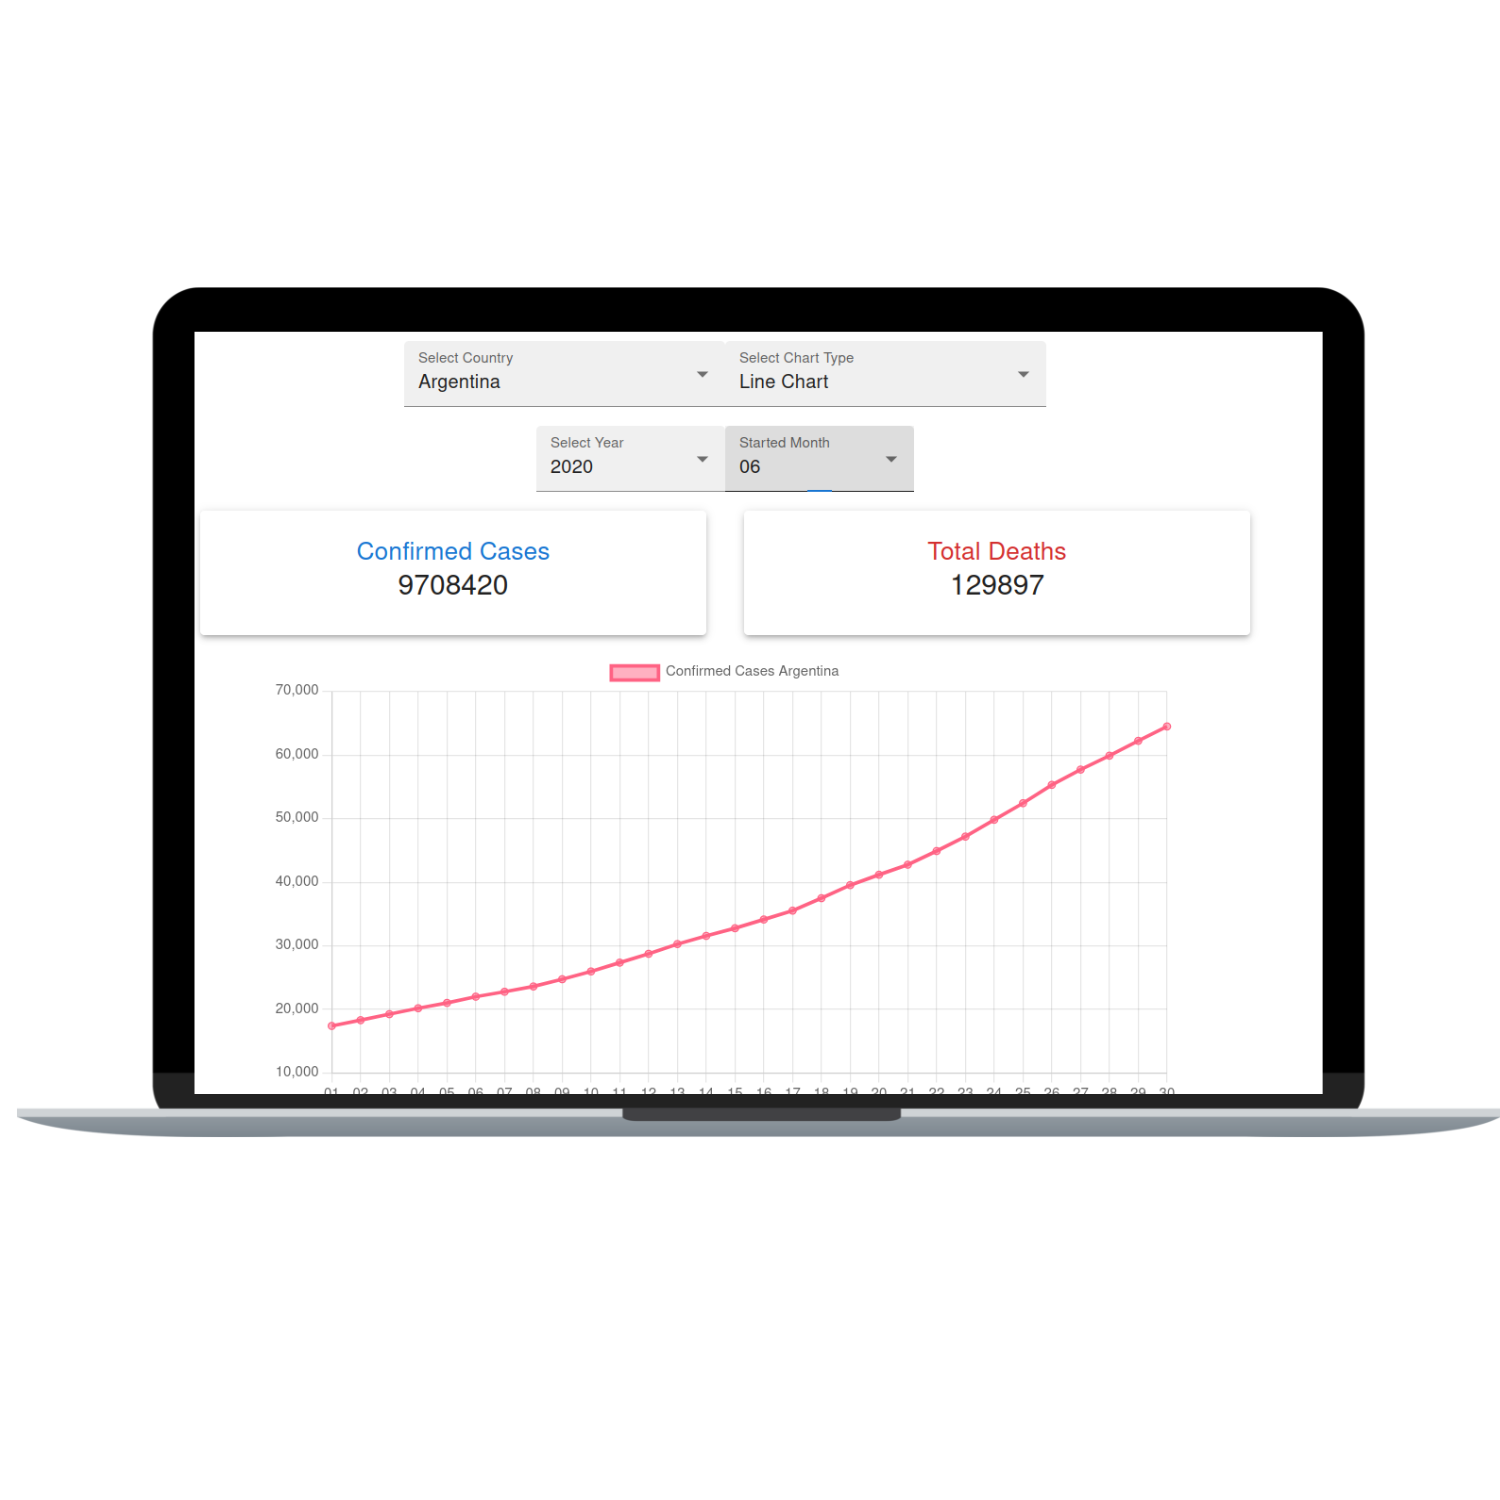 Select Country
Argentina
Select Chart Type
Line Chart
Select Year
2020
Started Month
06
Confirmed Cases
9708420
Total Deaths
129897
Confirmed Cases Argentina
70,000
60,000
50,000
40,000
30,000
20,000
10,000
01 02 03 04 05 06 07 08 09 10 11 12 13 14 15 16 17 18 19 20 21 22 23 24 25 26 27 28 29 30